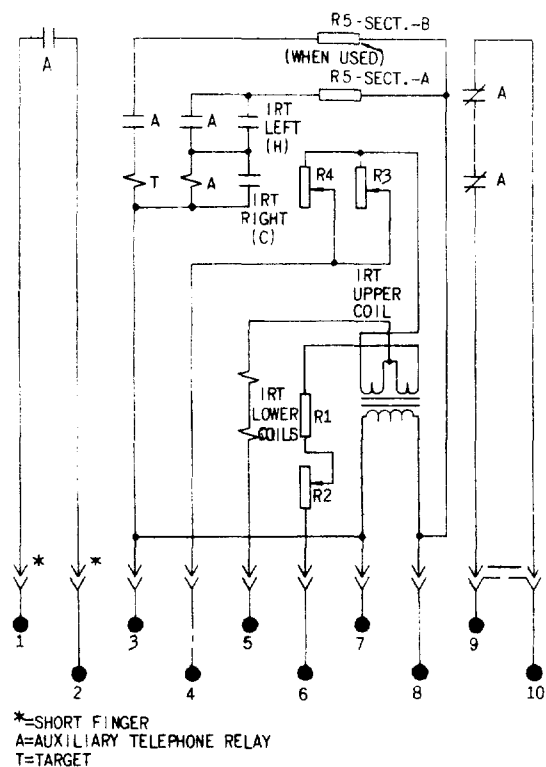 R5-SECT.-B
A
(WHEN USED)
R5-SECT.-A
A
A
IRT
LEFT
(H)
A
T
A
R4
R3
A
IRT
RIGHT
(C)
IRT
UPPER
COIL
IRT
LOWER
COILS
R1
R2
*
*
1
3
5
7
9
2
4
6
8
10
*=SHORT FINGER
A=AUXILIARY TELEPHONE RELAY
T=TARGET